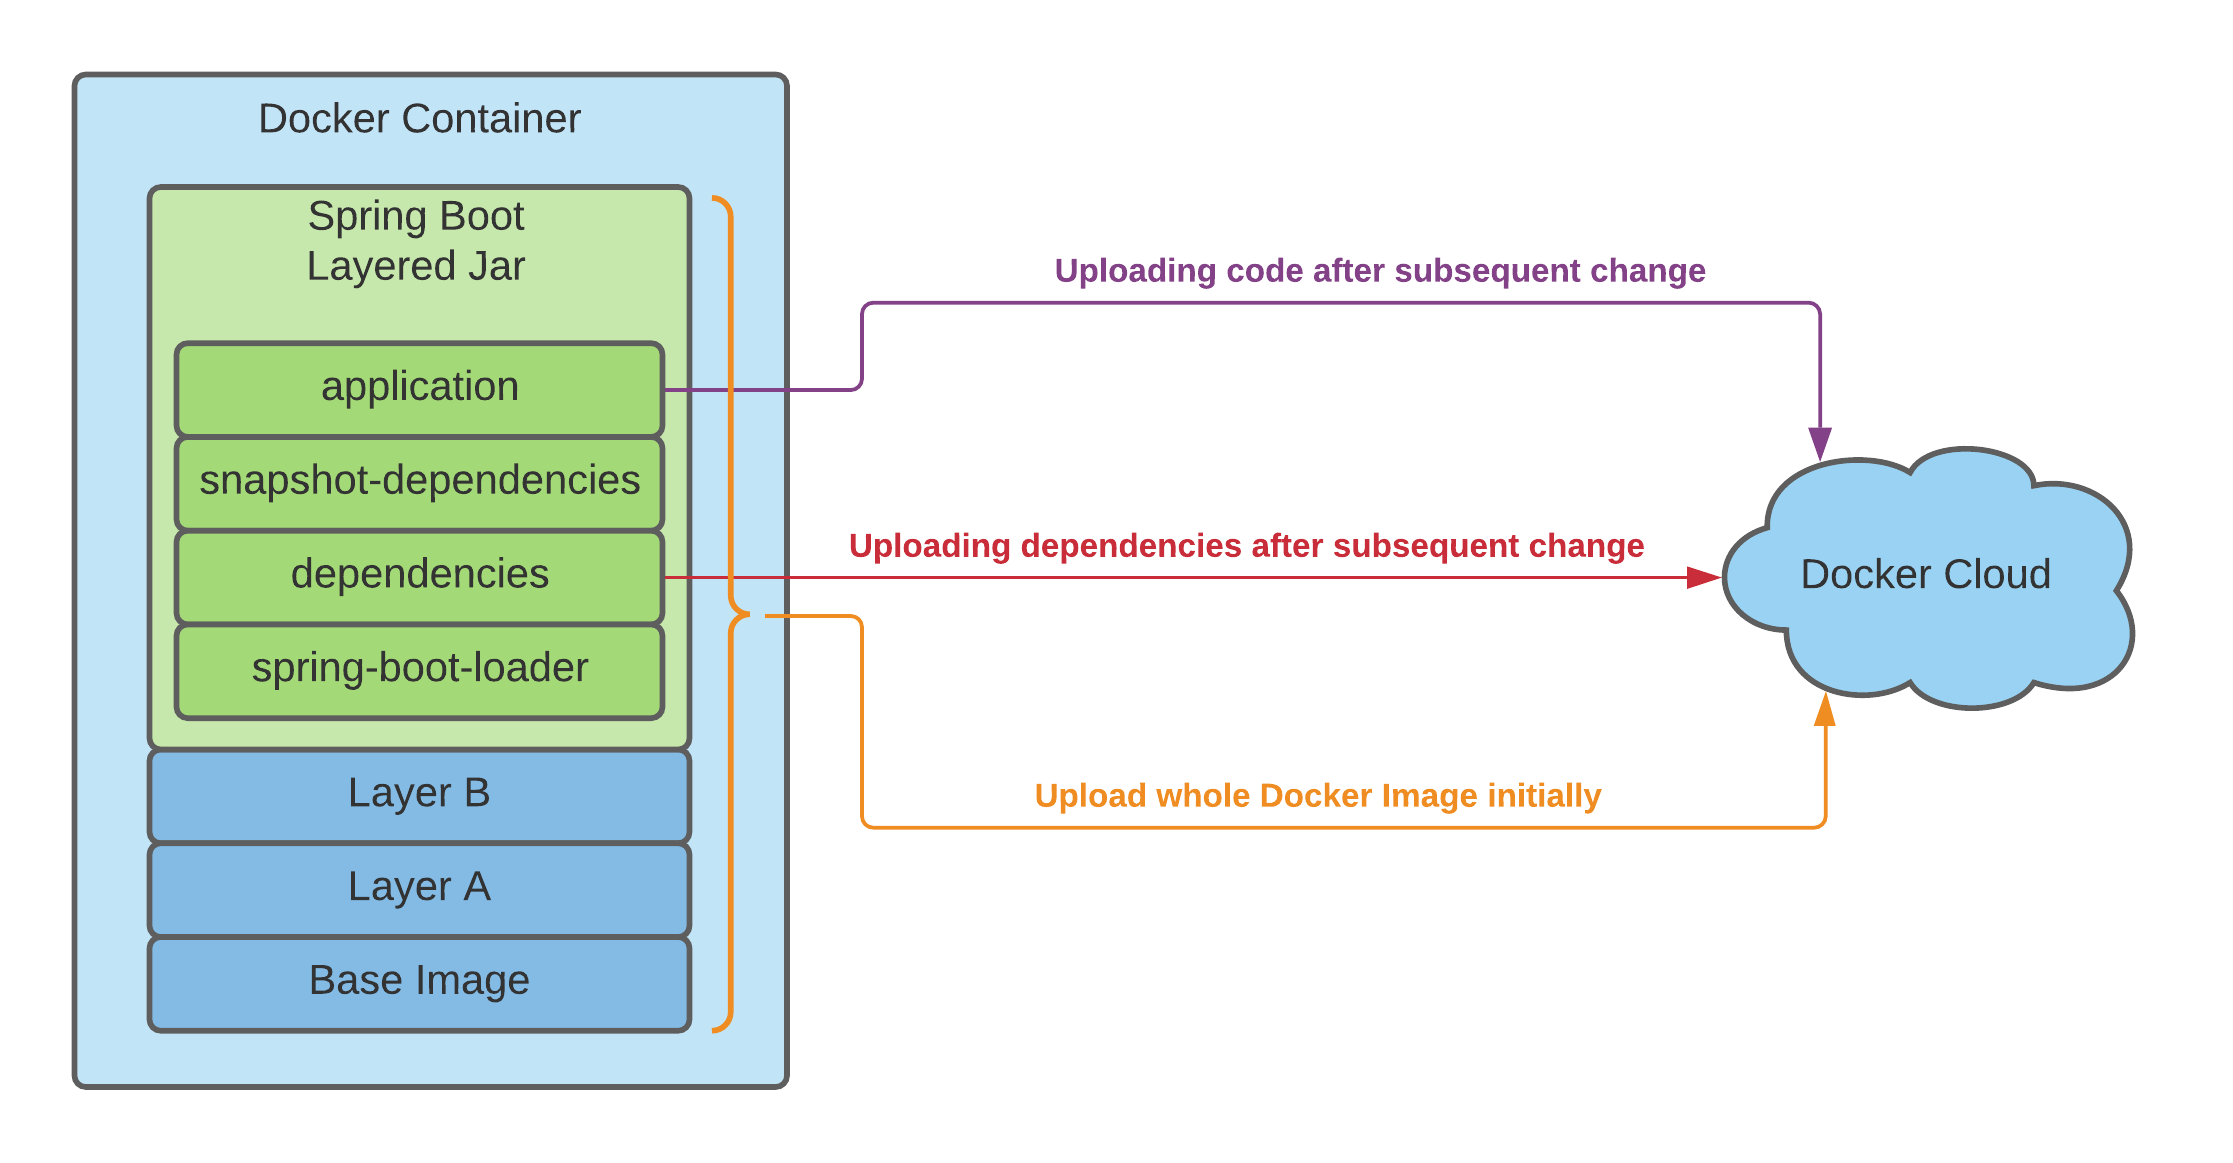 Docker Container
Spring Boot
Layered Jar
application
snapshot-dependencies
dependencies
spring-boot-loader
Layer B
Layer A
Base Image
Uploading code after subsequent change
Uploading dependencies after subsequent change
Upload whole Docker Image initially
Docker Cloud